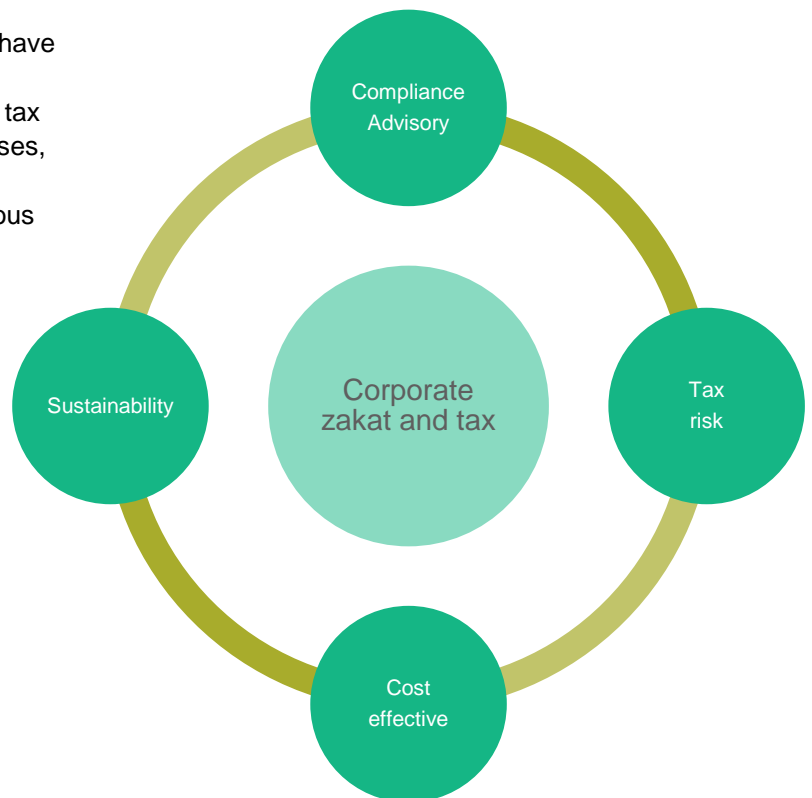 have
tax
ses,
ous
Compliance
Advisory
Sustainability
Corporate
zakat and tax
Tax
risk
Cost
effective